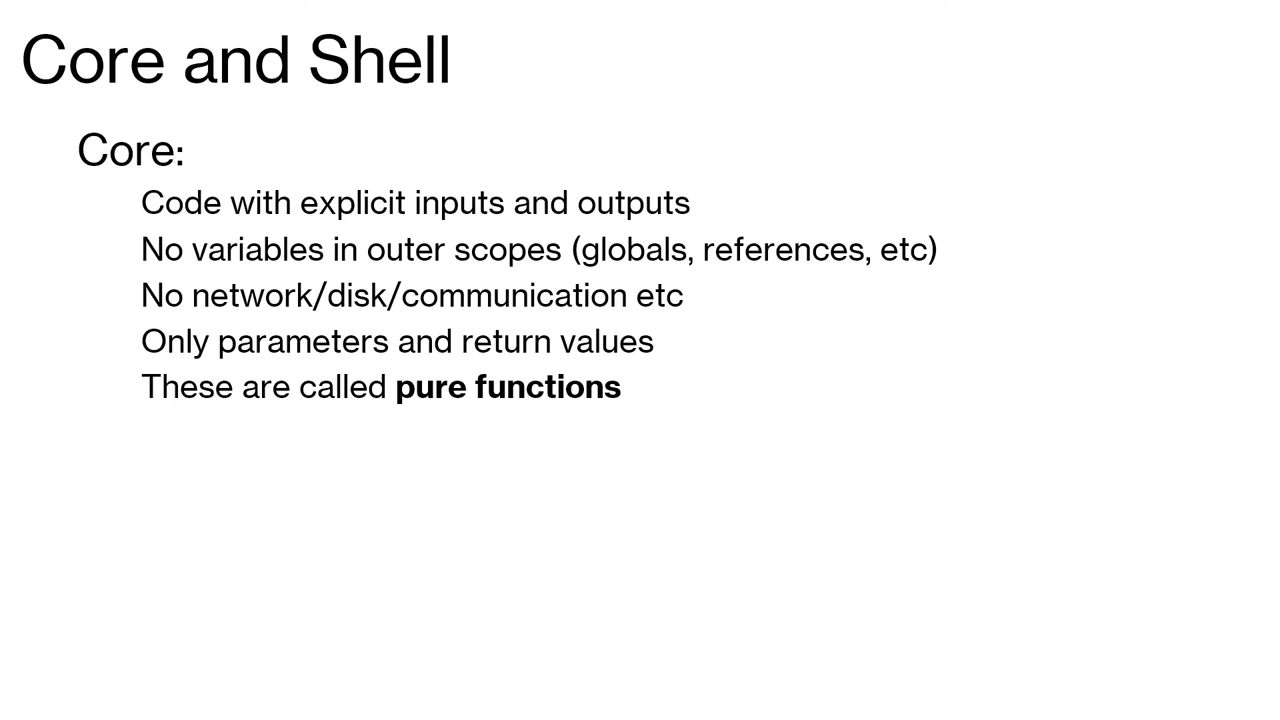 Core and Shell
Core:
Code with explicit inputs and outputs
No variables in outer scopes (globals, references, etc)
No network/disk/communication etc
Only parameters and return values
These are called pure functions